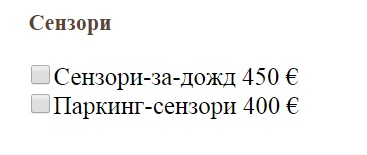 Сензори
Сензори-за-дожд 450 €
Паркинг-сензори 400 €